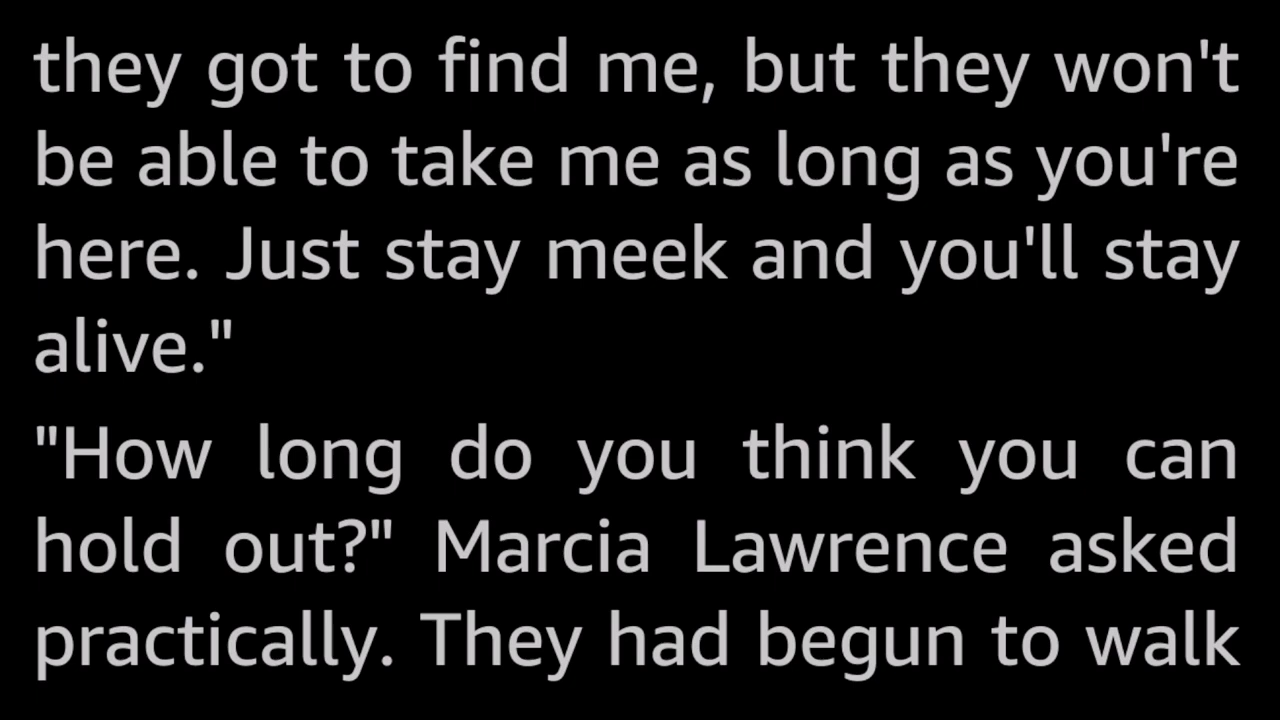 they got to find me, but they won't
be able to take me as long as you're
here. Just stay meek and you'll stay
alive."
"How long do you think you can
hold out?" Marcia Lawrence asked
practically. They had begun to walk